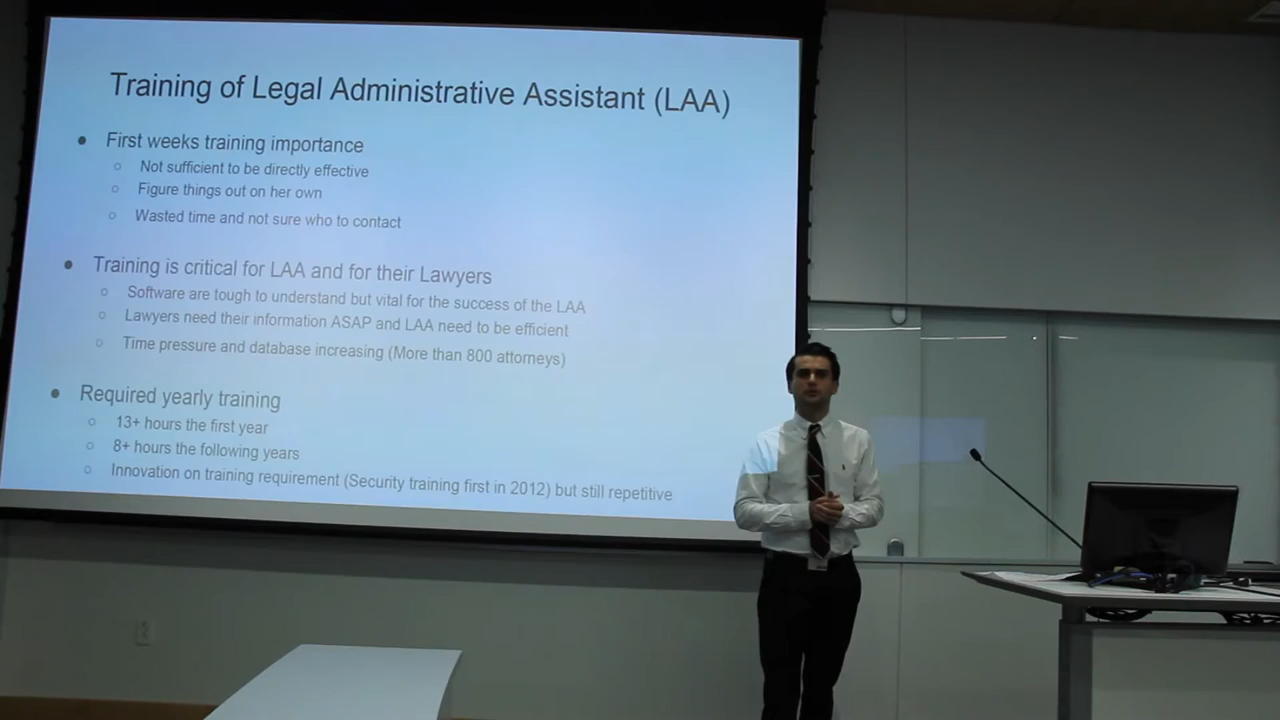 Training of Legal Administrative Assistant (LAA)
● First weeks training importance
○ Not sufficient to be directly effective
○ Figure things out on her own
○ Wasted time and not sure who to contact
● Training is critical for LAA and for their Lawyers
○ Software are tough to understand but vital for the success of the LAA
○ Lawyers need their information ASAP and LAA need to be efficient
○ Time pressure and database increasing (More than 800 attorneys)
● Required yearly training
○ 13+ hours the first year
○ 8+ hours the following years
○ Innovation on training requirement (Security training first in 2012) but still repetitive